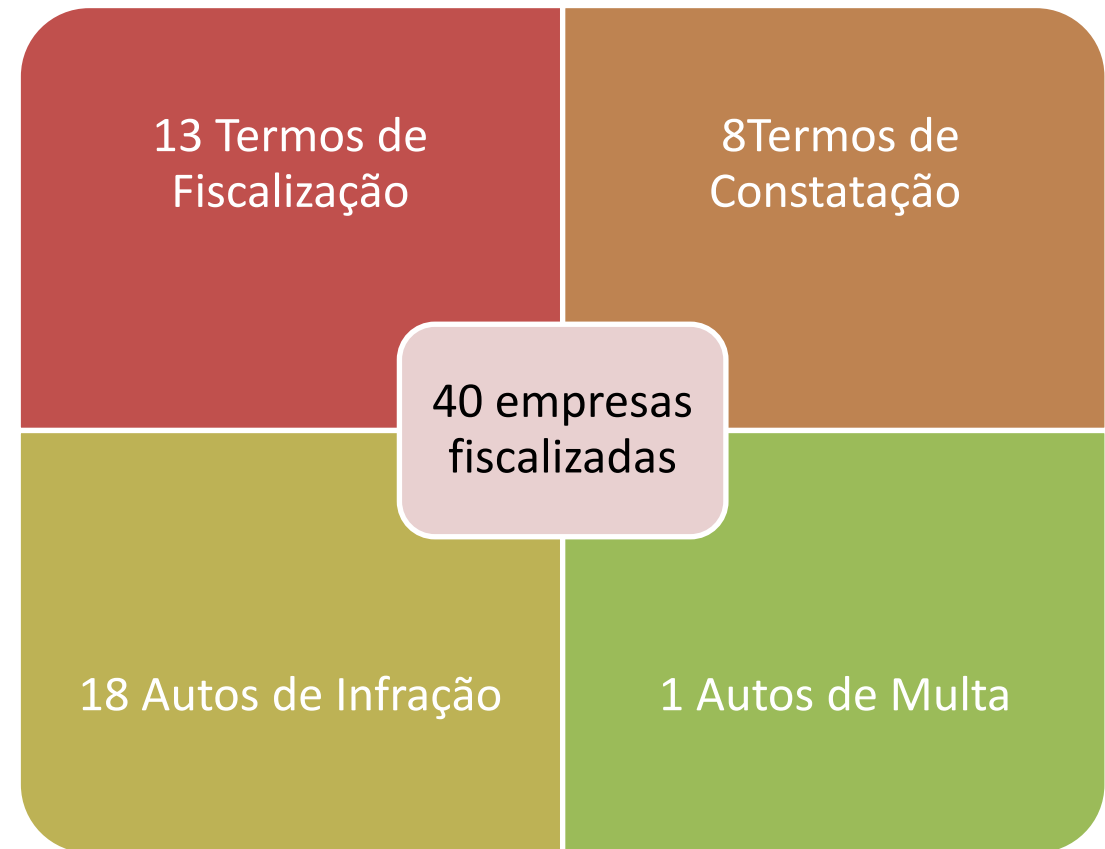 13 Termos de
Fiscalização
8Termos de
Constatação
40 empresas
fiscalizadas
18 Autos de Infração
1 Autos de Multa